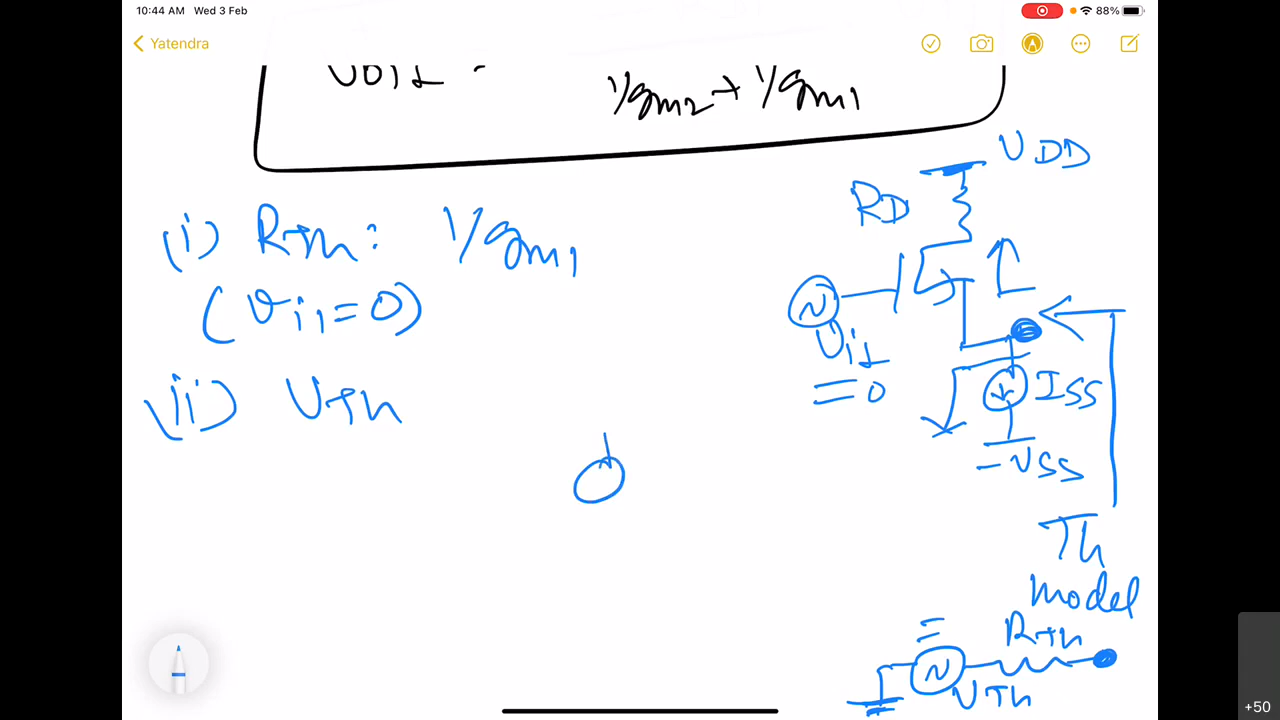 10:44 AM Wed 3 Feb
88%
Yatendra
1/gm2 + 1/gm1
VDD
RD
(i) Rth: 1/gm1
(vi1=0)
Vi1
=0
ISS
-VSS
(ii) Vth
Th
model
=
Rth
VTh
+50